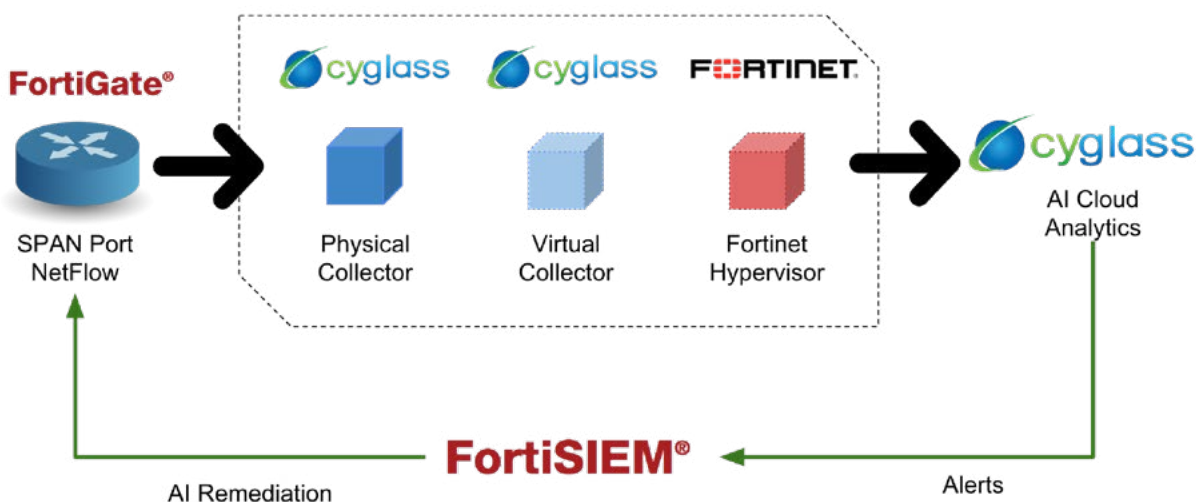 FortiGate®
SPAN Port
NetFlow
cyglass
Physical
Collector
cyglass
Virtual
Collector
FORTINET®
Fortinet
Hypervisor
cyglass
AI Cloud
Analytics
FortiSIEM®
AI Remediation
Alerts